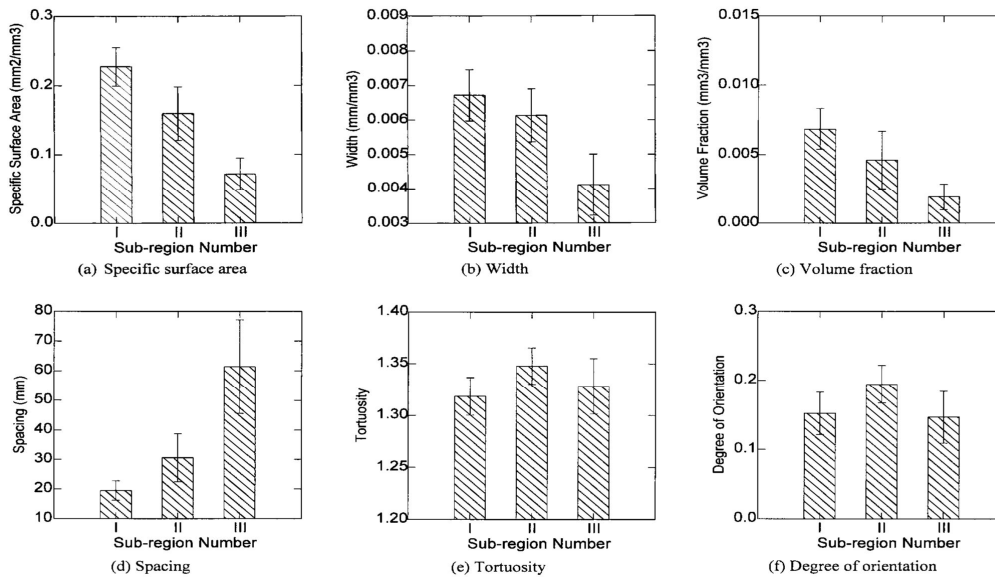 0.3
0.2
0.1
0.0
Specific Surface Area (mm2/mm3)
I II III
Sub-region Number
(a) Specific surface area
0.009
0.008
0.007
0.006
0.005
0.004
0.003
Width (mm/mm3)
I II III
Sub-region Number
(b) Width
0.015
0.010
0.005
0.000
Volume Fraction (mm3/mm3)
I II III
Sub-region Number
(c) Volume fraction
80
70
60
50
40
30
20
10
Spacing (mm)
I II III
Sub-region Number
(d) Spacing
1.40
1.35
1.30
1.25
1.20
Tortuosity
I II III
Sub-region Number
(e) Tortuosity
0.3
0.2
0.1
0.0
Degree of Orientation
I II III
Sub-region Number
(f) Degree of orientation